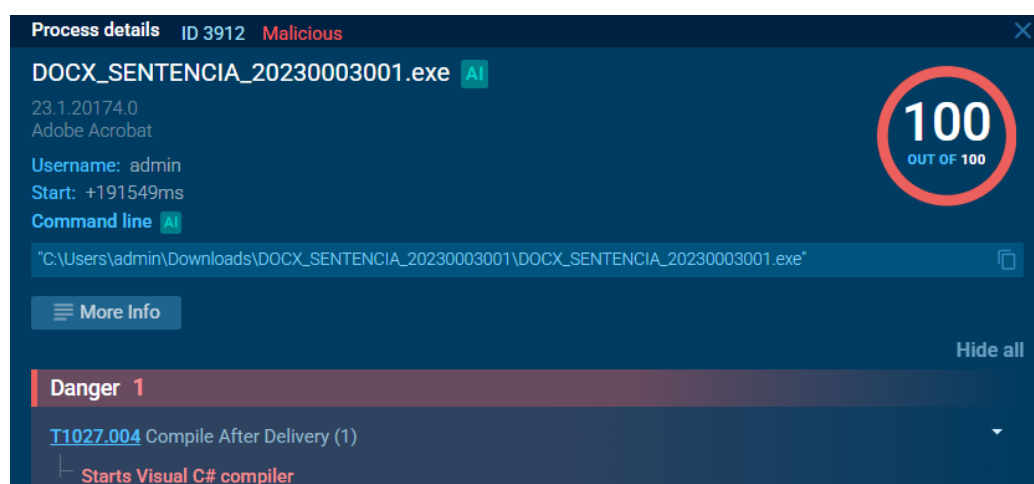 Process details ID 3912 Malicious
DOCX_SENTENCIA_20230003001.exe AI
23.1.20174.0
Adobe Acrobat
100
OUT OF 100
Username: admin
Start: +191549ms
Command line AI
"C:\Users\admin\Downloads\DOCX_SENTENCIA_20230003001\DOCX_SENTENCIA_20230003001.exe"
More Info
Hide all
Danger 1
T1027.004 Compile After Delivery (1)
Starts Visual C# compiler